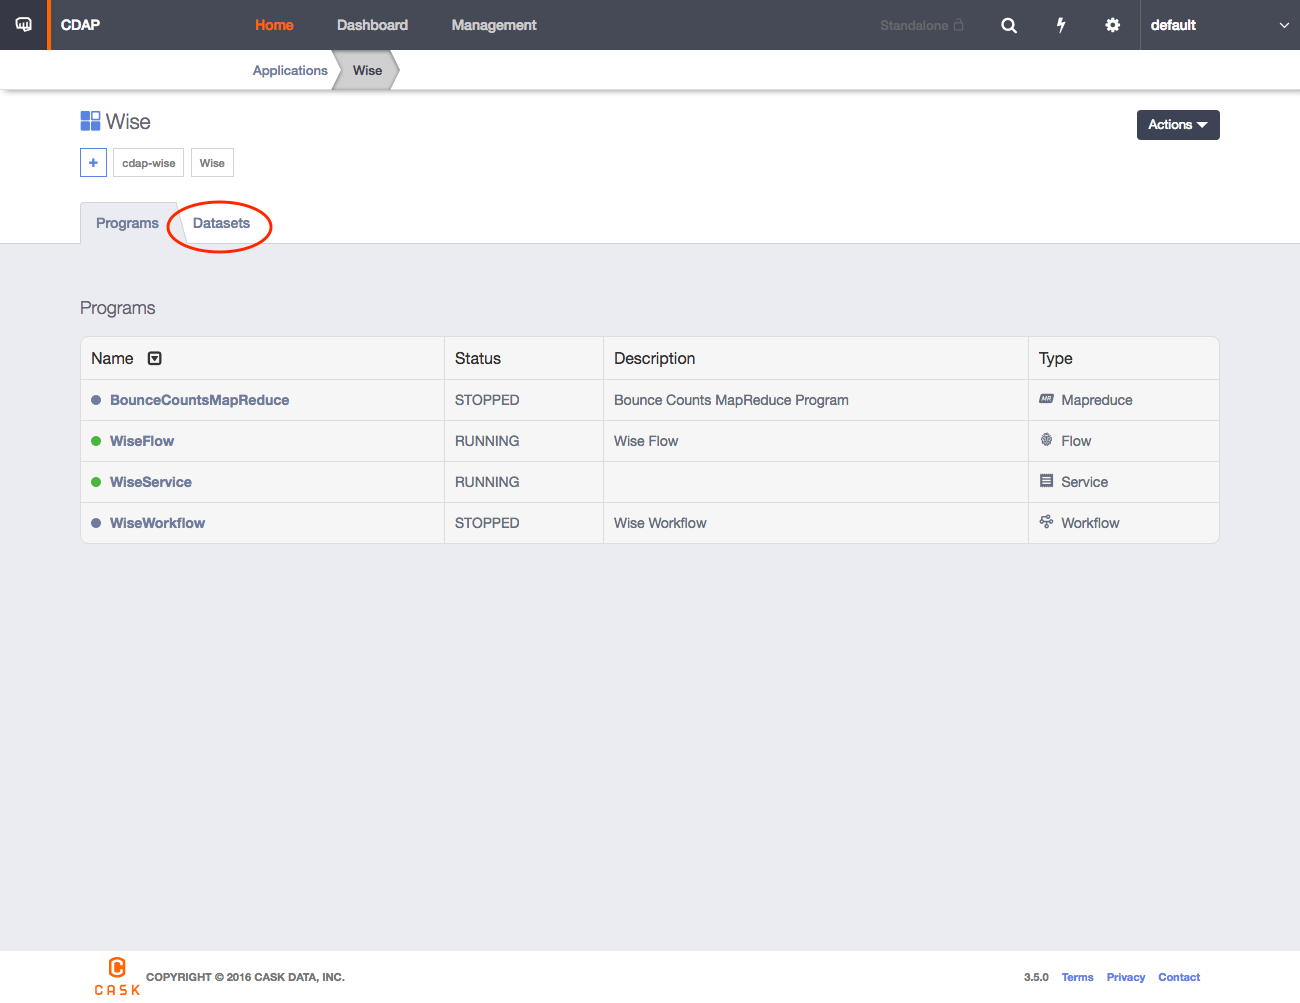 CDAP Home Dashboard Management Standalone default
Applications Wise
Wise
Actions
+ cdap-wise Wise
Programs Datasets
Programs
Name Status Description Type
BounceCountsMapReduce STOPPED Bounce Counts MapReduce Program MR Mapreduce
WiseFlow RUNNING Wise Flow Flow
WiseService RUNNING Service
WiseWorkflow STOPPED Wise Workflow Workflow
CASK COPYRIGHT © 2016 CASK DATA, INC. 3.5.0 Terms Privacy Contact